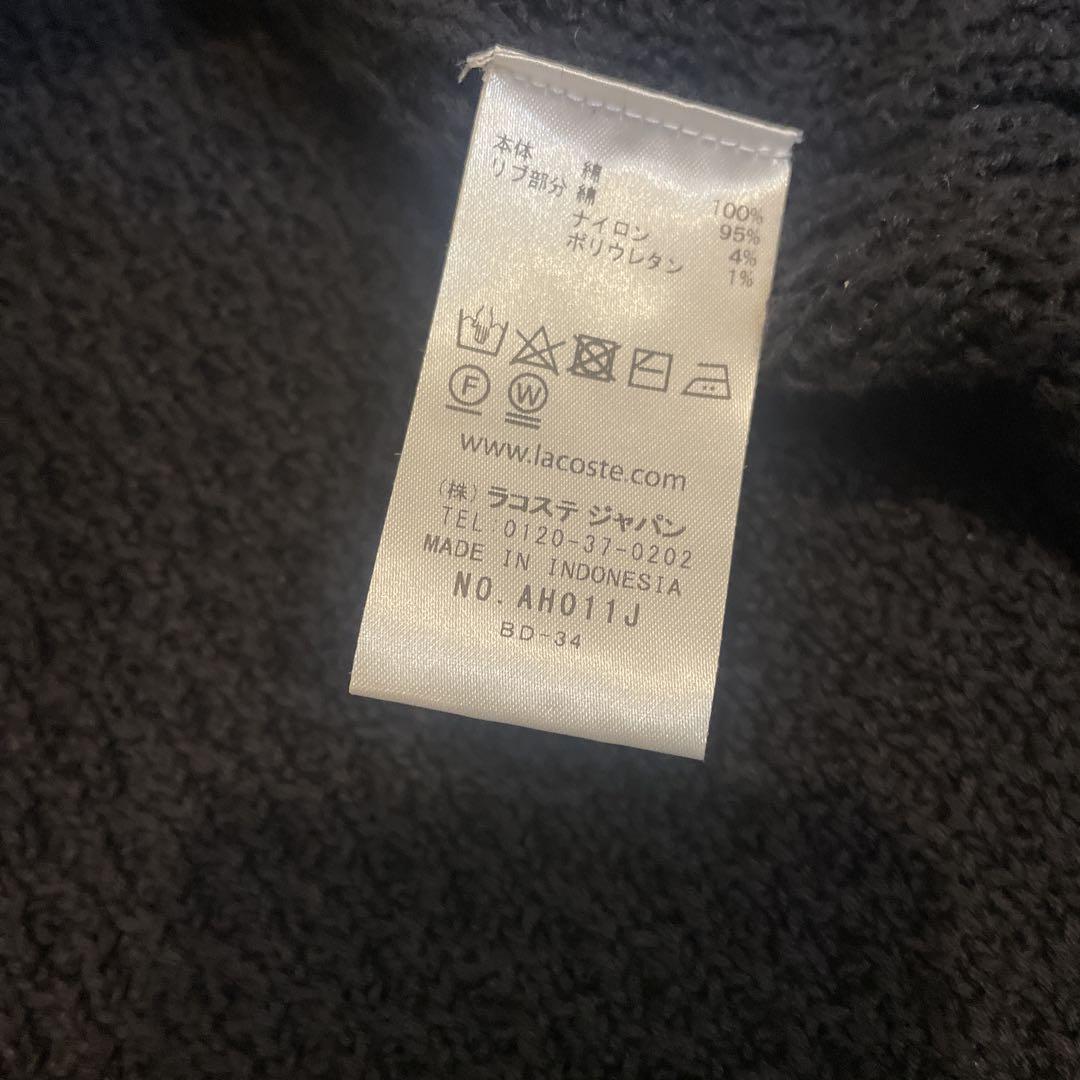 本体 綿 100%
リブ部分 綿 95%
ナイロン 4%
ポリウレタン 1%
F W
www.lacoste.com
(株) ラコステ ジャパン
TEL:0120-37-0202
MADE IN INDONESIA
NO. AH011J
BD-34